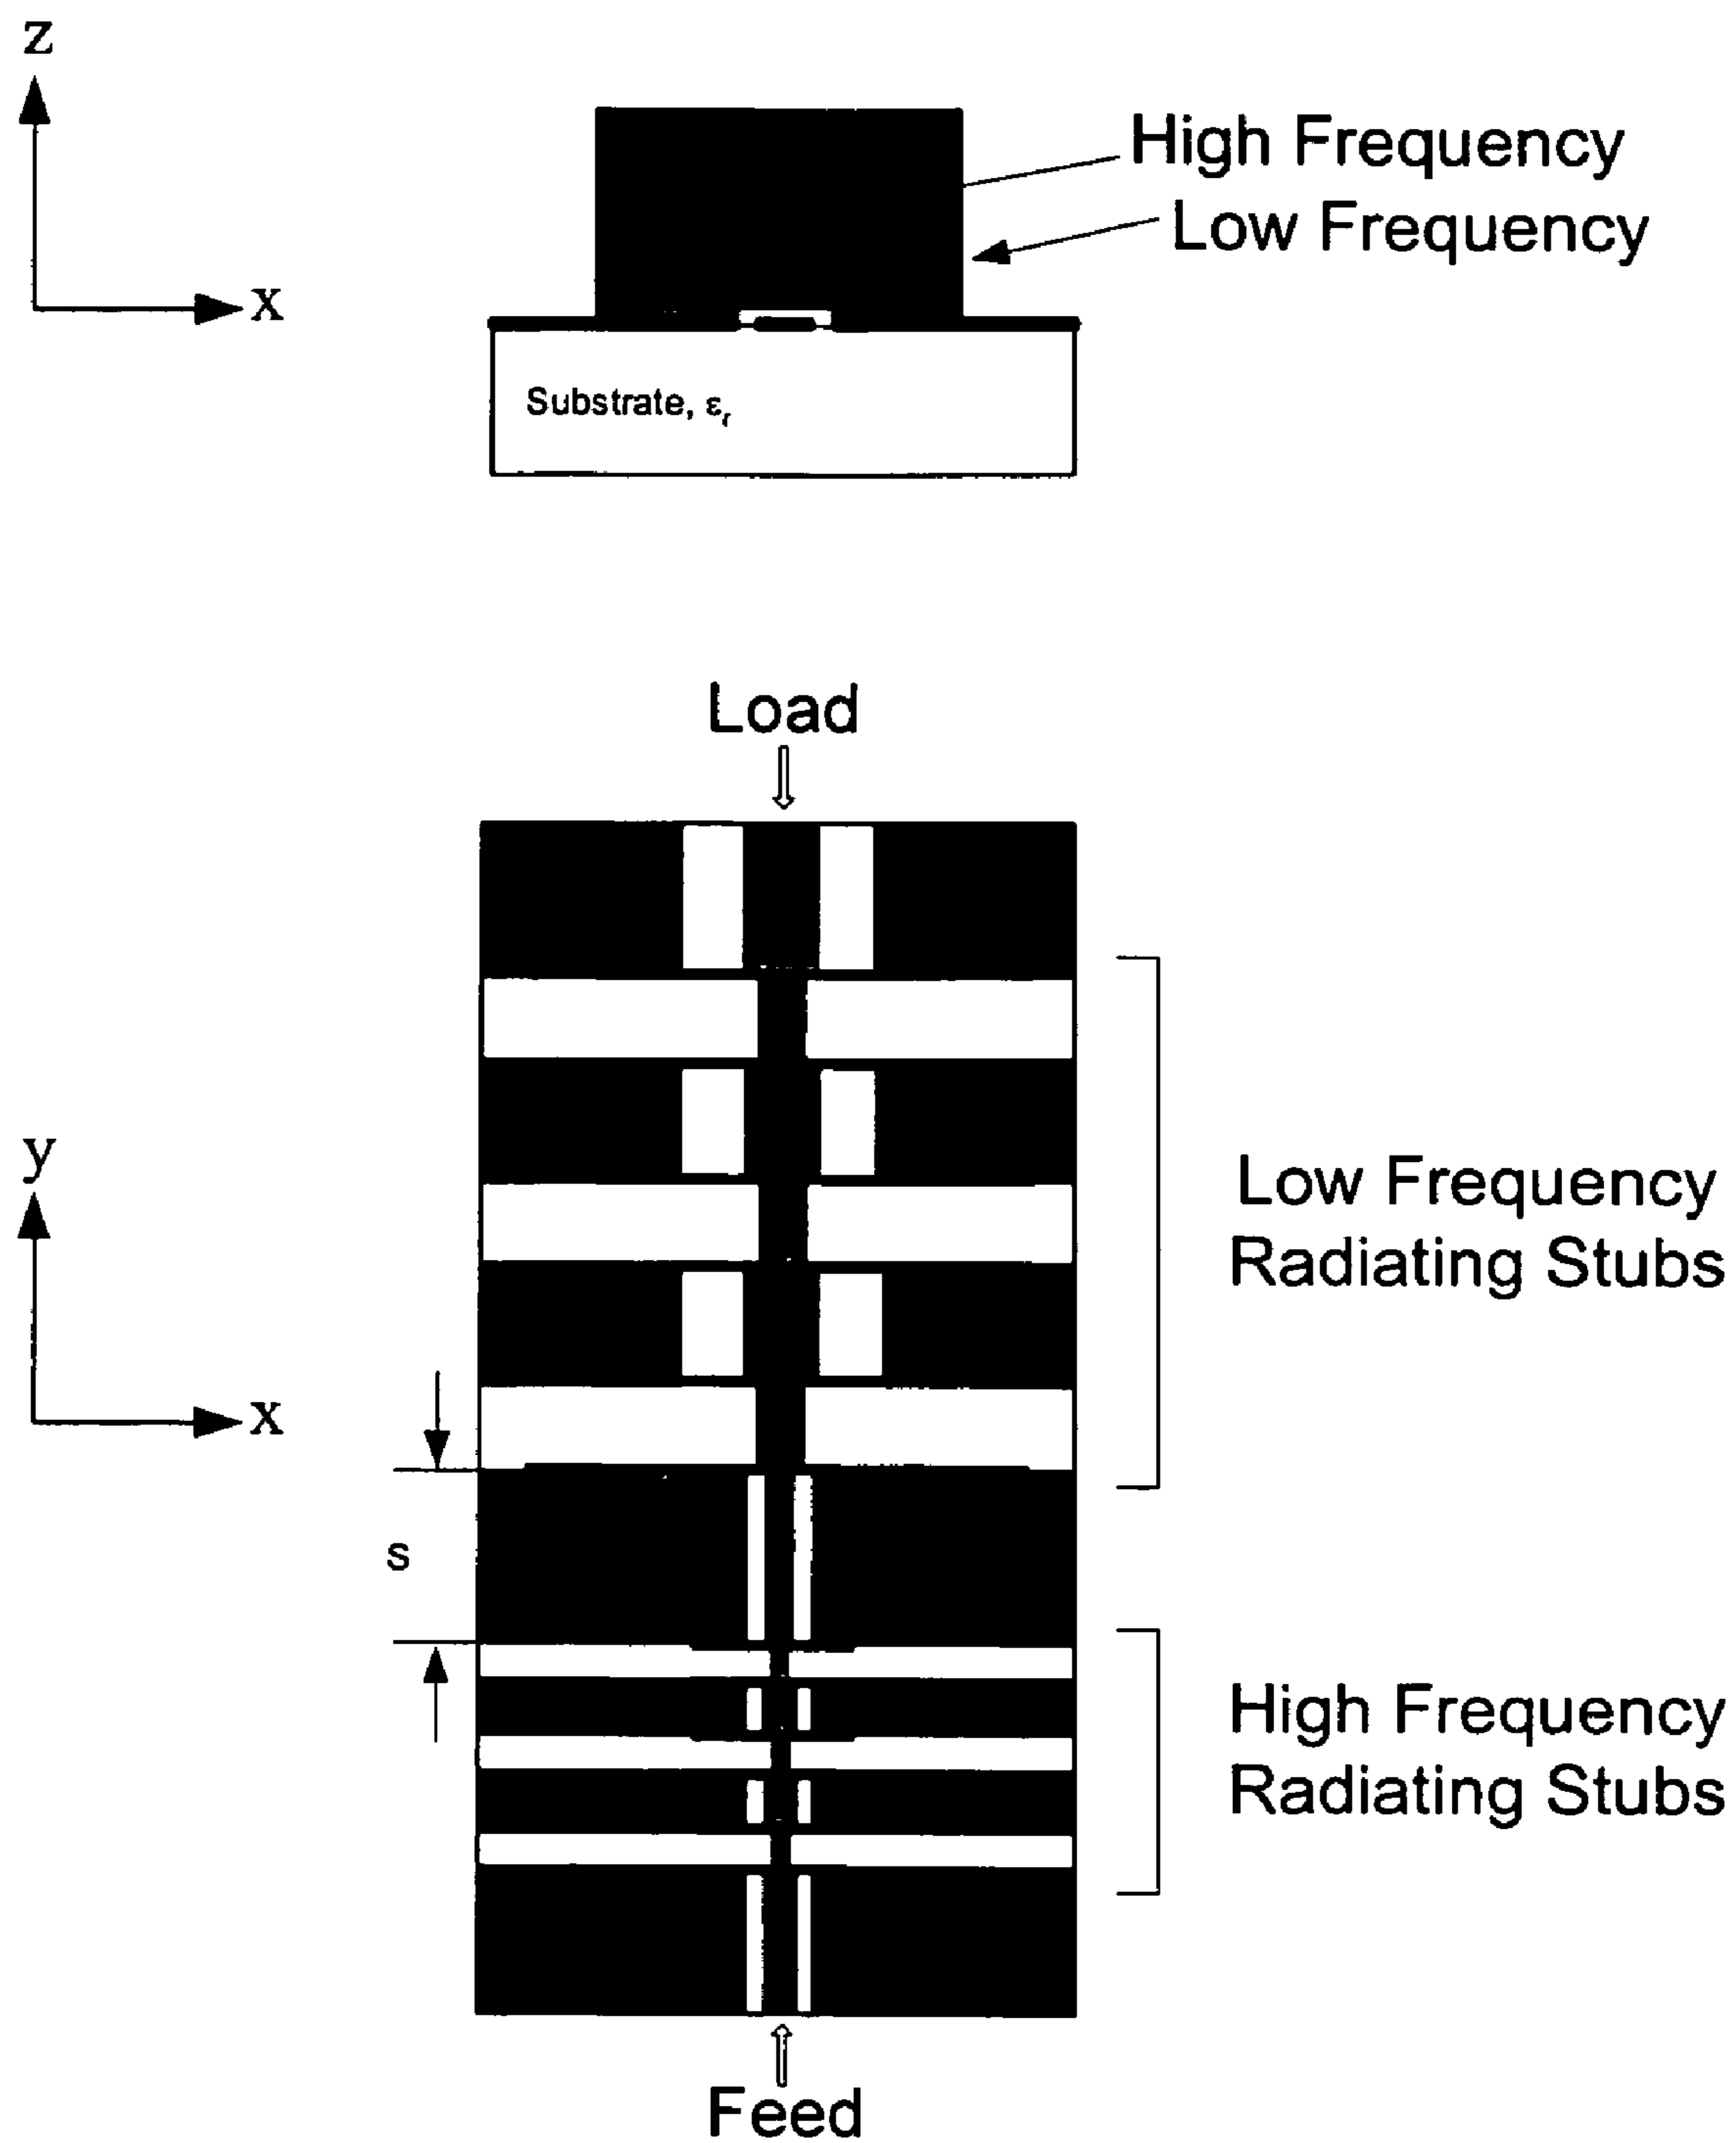 z
High Frequency
Low Frequency
x
Substrate, εr
Load
y
Low Frequency
Radiating Stubs
x
s
High Frequency
Radiating Stubs
Feed